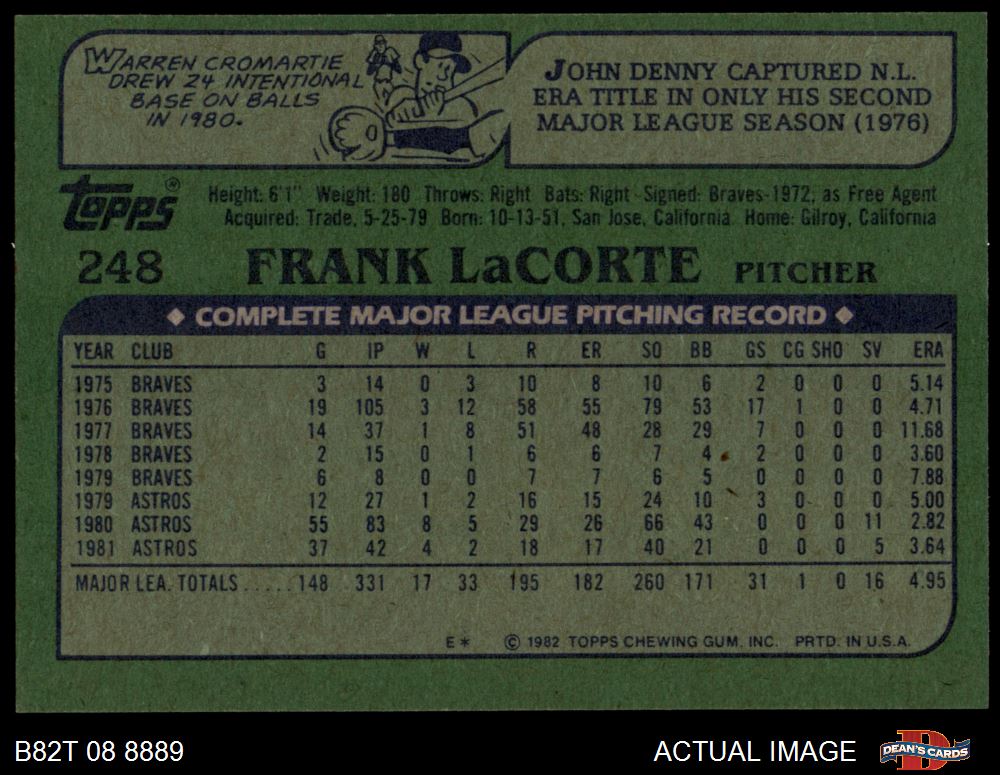 WARREN CROMARTIE
DREW 24 INTENTIONAL
BASE ON BALLS
IN 1980.
JOHN DENNY CAPTURED N.L.
ERA TITLE IN ONLY HIS SECOND
MAJOR LEAGUE SEASON (1976)
Topps®
Height: 6'1" Weight: 180 Throws: Right Bats: Right Signed: Braves-1972, as Free Agent
Acquired: Trade, 5-25-79 Born: 10-13-51, San Jose, California Home: Gilroy, California
248 FRANK LaCORTE PITCHER
◆ COMPLETE MAJOR LEAGUE PITCHING RECORD ◆
YEAR CLUB G IP W L R ER SO BB GS CG SHO SV ERA
1975 BRAVES 3 14 0 3 10 8 10 6 2 0 0 0 5.14
1976 BRAVES 19 105 3 12 58 55 79 53 17 1 0 0 4.71
1977 BRAVES 14 37 1 8 51 48 28 29 7 0 0 0 11.68
1978 BRAVES 2 15 0 1 6 6 7 4 2 0 0 0 3.60
1979 BRAVES 6 8 0 0 7 7 6 5 0 0 0 0 7.88
1979 ASTROS 12 27 1 2 16 15 24 10 3 0 0 0 5.00
1980 ASTROS 55 83 8 5 29 26 66 43 0 0 0 11 2.82
1981 ASTROS 37 42 4 2 18 17 40 21 0 0 0 5 3.64
MAJOR LEA. TOTALS ..... 148 331 17 33 195 182 260 171 31 1 0 16 4.95
E* © 1982 TOPPS CHEWING GUM, INC. PRTD. IN U.S.A.
B82T 08 8889 ACTUAL IMAGE DEAN'S CARDS